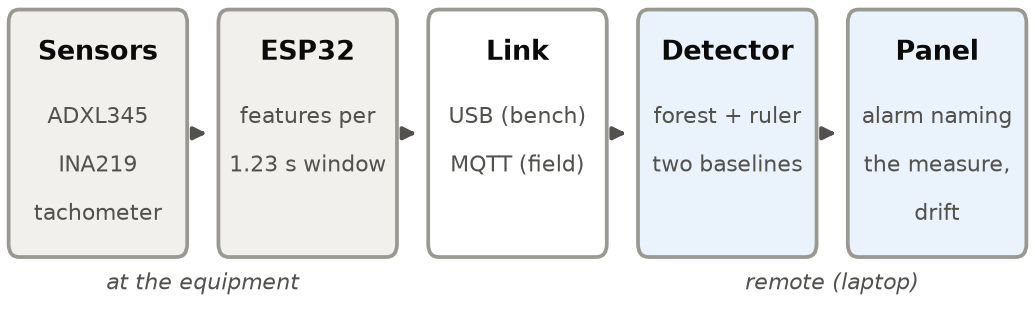 Sensors
ADXL345
INA219
tachometer
ESP32
features per
1.23 s window
Link
USB (bench)
MQTT (field)
Detector
forest + ruler
two baselines
Panel
alarm naming
the measure,
drift
at the equipment
remote (laptop)